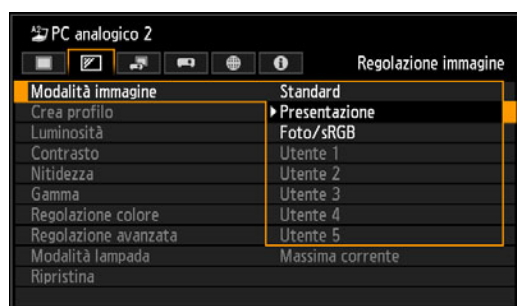 PC analogico 2
Regolazione immagine
Modalità immagine Standard
Crea profilo Presentazione
Luminosità Foto/sRGB
Contrasto Utente 1
Nitidezza Utente 2
Gamma Utente 3
Regolazione colore Utente 4
Regolazione avanzata Utente 5
Modalità lampada Massima corrente
Ripristina